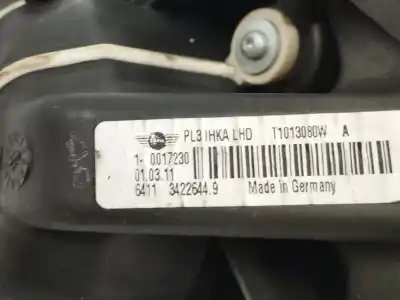 PL3 IHKA LHD T1013080W A
1- 0017230
01.03.11
6411 3422644.9 Made in Germany